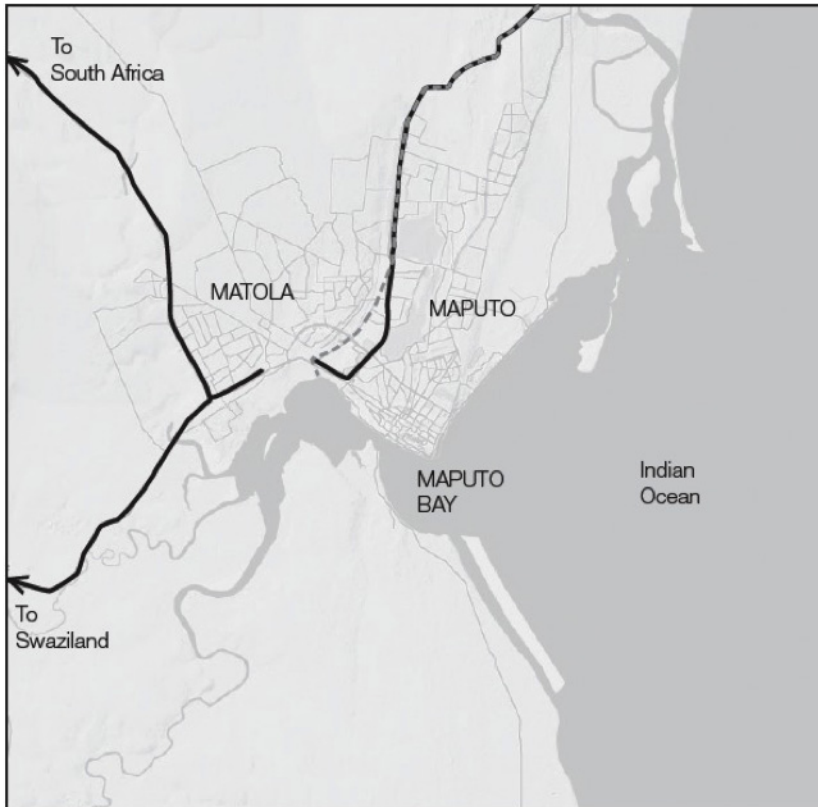 To
South Africa
MATOLA
MAPUTO
MAPUTO
BAY
Indian
Ocean
To
Swaziland